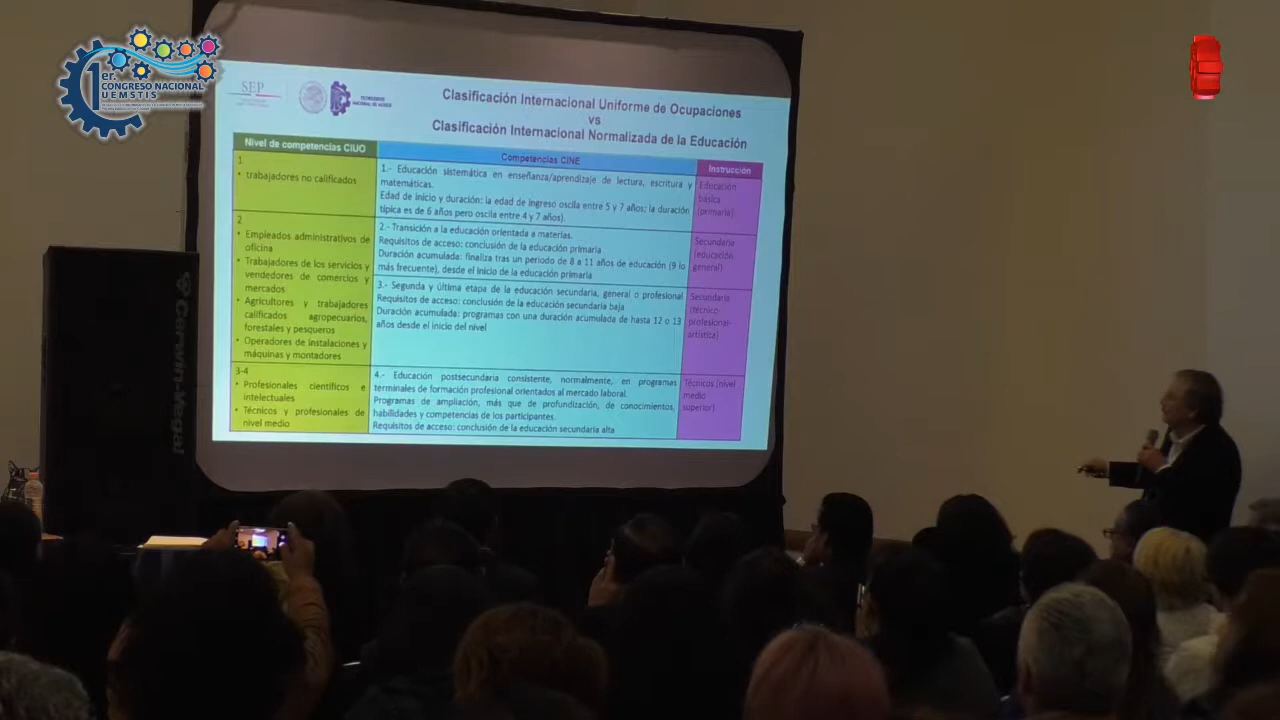 1er.
CONGRESO NACIONAL
UEMSTIS
SEP
TECNOLÓGICO
NACIONAL DE MÉXICO
Clasificación Internacional Uniforme de Ocupaciones
vs
Clasificación Internacional Normalizada de la Educación
Nivel de competencias CIUO
Competencias CINE
Instrucción
1
• trabajadores no calificados
1.- Educación sistemática en enseñanza/aprendizaje de lectura, escritura y
matemáticas.
Edad de inicio y duración: la edad de ingreso oscila entre 5 y 7 años; la duración
típica es de 6 años pero oscila entre 4 y 7 años).
Educación
básica
(primaria)
2
• Empleados administrativos de
oficina
• Trabajadores de los servicios y
vendedores de comercios y
mercados
• Agricultores y trabajadores
calificados agropecuarios,
forestales y pesqueros
• Operadores de instalaciones y
máquinas y montadores
2.- Transición a la educación orientada a materias.
Requisitos de acceso: conclusión de la educación primaria
Duración acumulada: finaliza tras un periodo de 8 a 11 años de educación (9 lo
más frecuente), desde el inicio de la educación primaria
Secundaria
(educación
general)
3.- Segunda y última etapa de la educación secundaria, general o profesional
Requisitos de acceso: conclusión de la educación secundaria baja
Duración acumulada: programas con una duración acumulada de hasta 12 o 13
años desde el inicio del nivel
Secundaria
(técnico-
profesional-
artística)
3-4
• Profesionales científicos e
intelectuales
• Técnicos y profesionales de
nivel medio
4.- Educación postsecundaria consistente, normalmente, en programas
terminales de formación profesional orientados al mercado laboral.
Programas de ampliación, más que de profundización, de conocimientos,
habilidades y competencias de los participantes.
Requisitos de acceso: conclusión de la educación secundaria alta
Técnicos (nivel
medio
superior)
Cerwin-Vega!